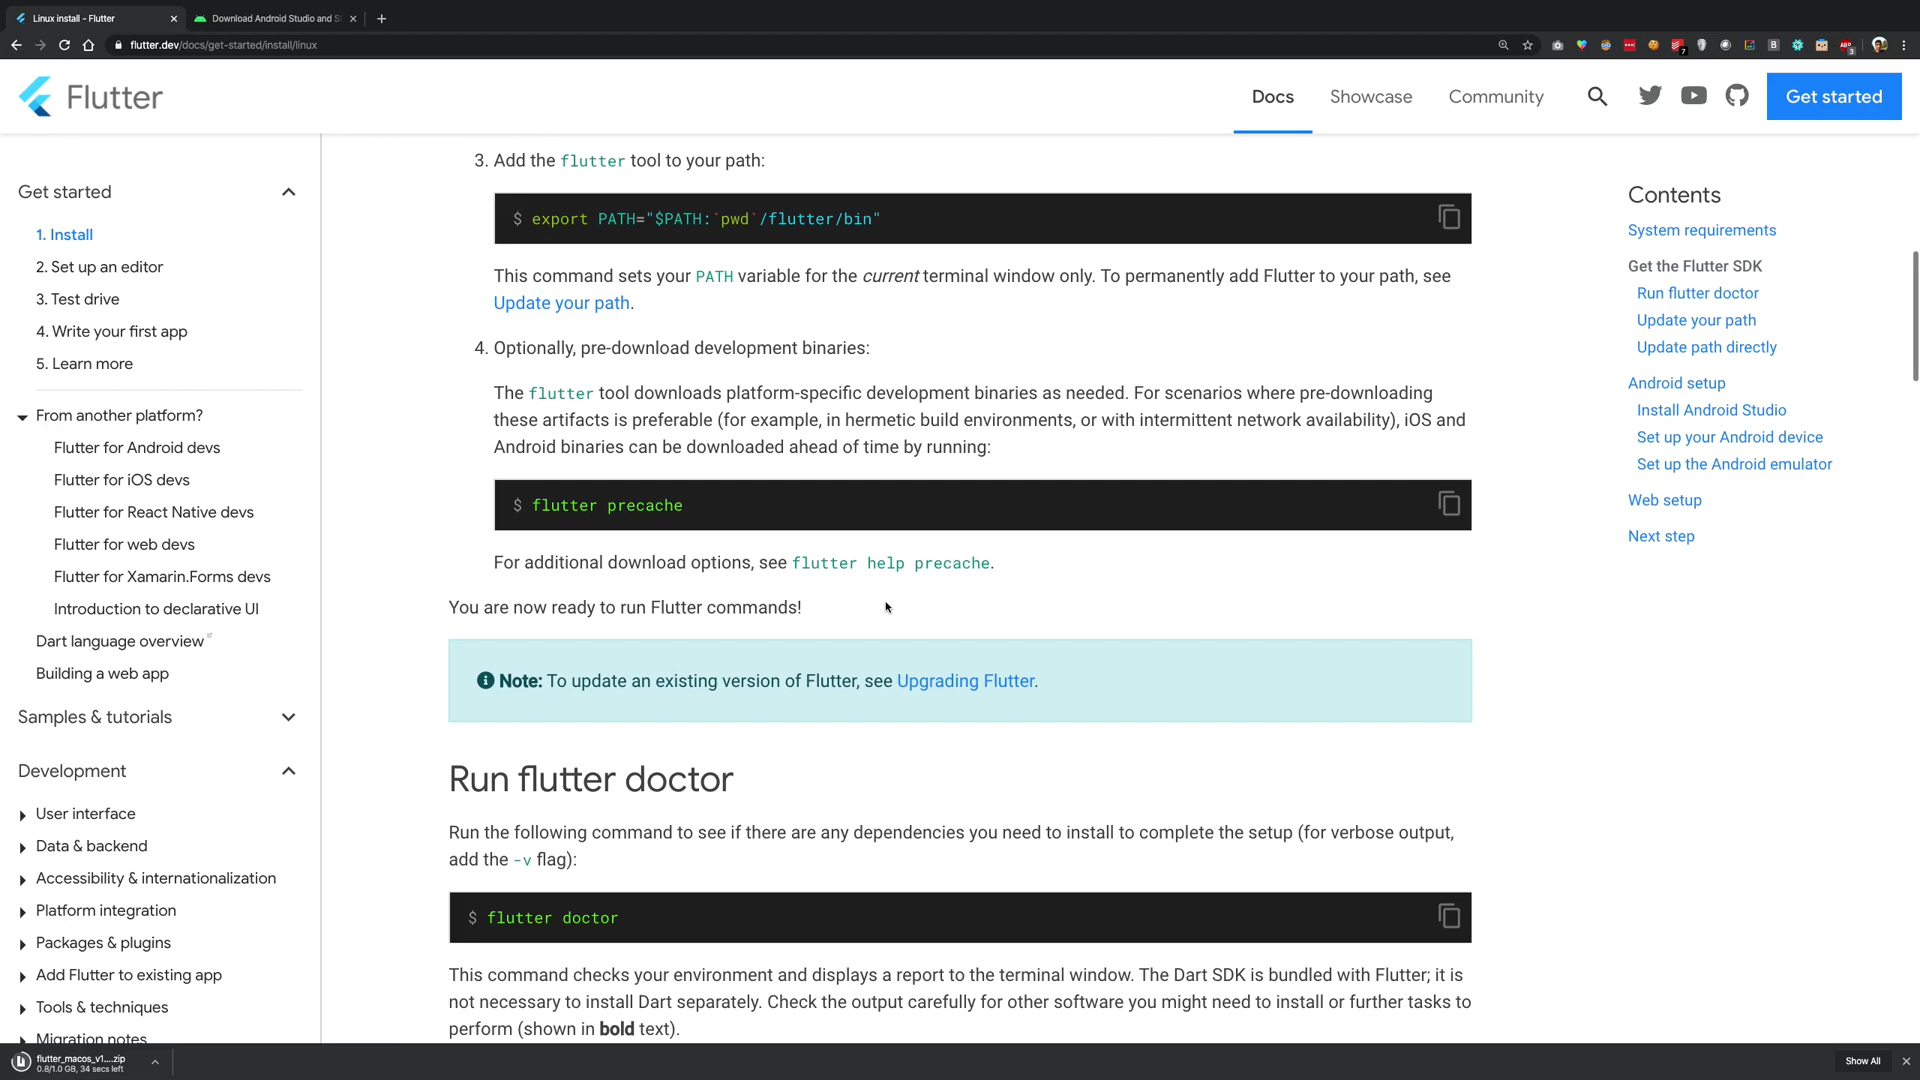 Linux install - Flutter
Download Android Studio and S
flutter.dev/docs/get-started/install/linux
Flutter
Docs
Showcase
Community
Get started
Get started
1. Install
2. Set up an editor
3. Test drive
4. Write your first app
5. Learn more
From another platform?
Flutter for Android devs
Flutter for iOS devs
Flutter for React Native devs
Flutter for web devs
Flutter for Xamarin.Forms devs
Introduction to declarative UI
Dart language overview
Building a web app
Samples & tutorials
Development
User interface
Data & backend
Accessibility & internationalization
Platform integration
Packages & plugins
Add Flutter to existing app
Tools & techniques
Migration notes
3. Add the flutter tool to your path:
$ export PATH="$PATH:`pwd`/flutter/bin"
This command sets your PATH variable for the current terminal window only. To permanently add Flutter to your path, see
Update your path.
4. Optionally, pre-download development binaries:
The flutter tool downloads platform-specific development binaries as needed. For scenarios where pre-downloading
these artifacts is preferable (for example, in hermetic build environments, or with intermittent network availability), iOS and
Android binaries can be downloaded ahead of time by running:
$ flutter precache
For additional download options, see flutter help precache.
You are now ready to run Flutter commands!
Note: To update an existing version of Flutter, see Upgrading Flutter.
Run flutter doctor
Run the following command to see if there are any dependencies you need to install to complete the setup (for verbose output,
add the -v flag):
$ flutter doctor
This command checks your environment and displays a report to the terminal window. The Dart SDK is bundled with Flutter; it is
not necessary to install Dart separately. Check the output carefully for other software you might need to install or further tasks to
perform (shown in bold text).
Contents
System requirements
Get the Flutter SDK
Run flutter doctor
Update your path
Update path directly
Android setup
Install Android Studio
Set up your Android device
Set up the Android emulator
Web setup
Next step
flutter_macos_v1....zip
0.8/1.0 GB, 34 secs left
Show All